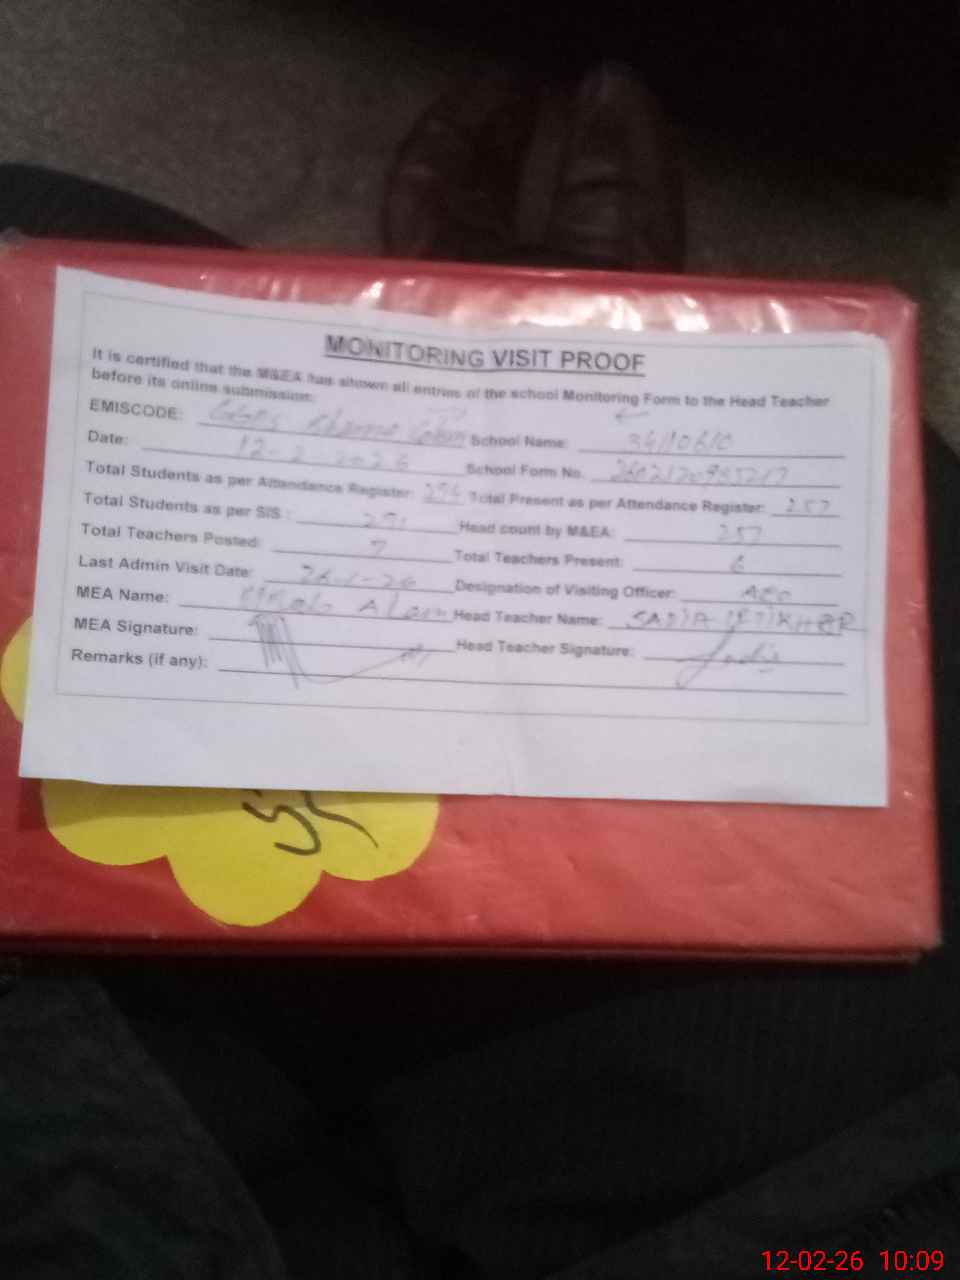 MONITORING VISIT PROOF
It is certified that the M&EA has shown all entries of the school Monitoring Form to the Head Teacher
before its online submission:
EMISCODE: School Name: 34110610
Date: 12-2-2026 School Form No.
Total Students as per Attendance Register: Total Present as per Attendance Register: 257
Total Students as per SIS : 291 Head count by M&EA: 257
Total Teachers Posted: 7 Total Teachers Present: 6
Last Admin Visit Date: 26-1-26 Designation of Visiting Officer: AEO
MEA Name: Alam Head Teacher Name: SADIA
MEA Signature: Head Teacher Signature: Sadia
Remarks (if any):
12-02-26 10:09